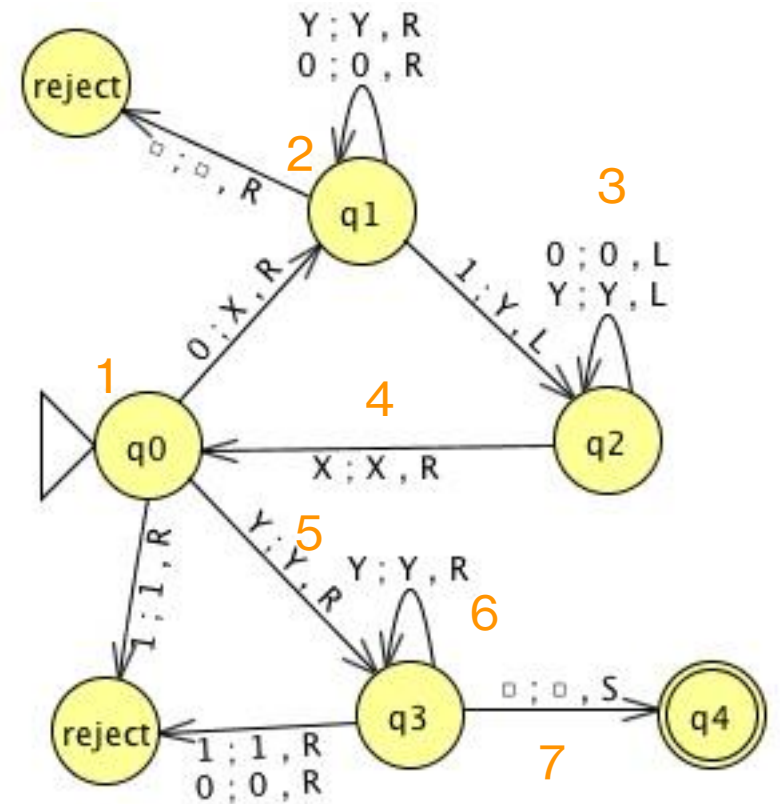 Y ; Y , R
0 ; 0 , R
reject
2
□ ; □ , R
q1
3
0 ; 0 , L
Y ; Y , L
0 ; X , R
1 ; Y , L
1
4
q0
q2
X ; X , R
Y ; Y , R
5
1 ; 1 , R
Y ; Y , R
6
□ ; □ , S
reject
q3
q4
1 ; 1 , R
0 ; 0 , R
7